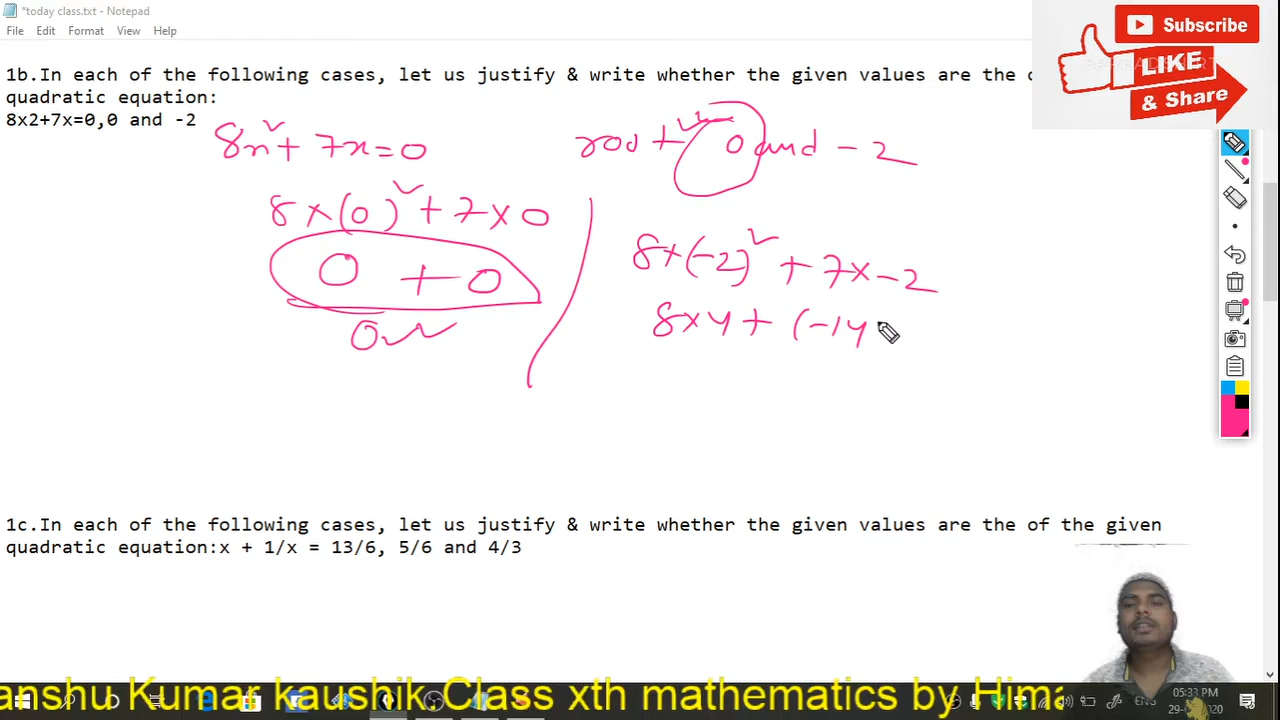 *today class.txt - Notepad
File Edit Format View Help
Subscribe
LIKE
& Share
1b.In each of the following cases, let us justify & write whether the given values are the o
quadratic equation:
8x2+7x=0,0 and -2
8x² + 7x = 0
root 0 and - 2
8 × (0)² + 7 × 0
0 + 0
0
8 × (-2)² + 7 × - 2
8 × 4 + (-14
1c.In each of the following cases, let us justify & write whether the given values are the of the given
quadratic equation:x + 1/x = 13/6, 5/6 and 4/3
anshu Kumar kaushik Class xth mathematics by Hima
ENG
05:33 PM